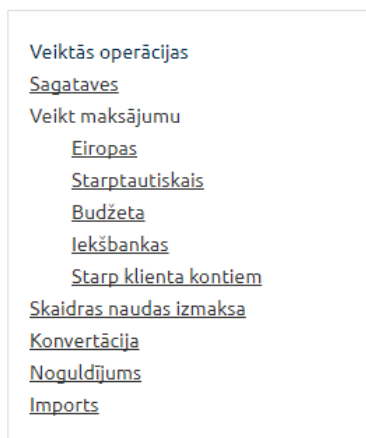 Veiktās operācijas
Sagataves
Veikt maksājumu
Eiropas
Starptautiskais
Budžeta
Iekšbankas
Starp klienta kontiem
Skaidras naudas izmaksa
Konvertācija
Noguldījums
Imports